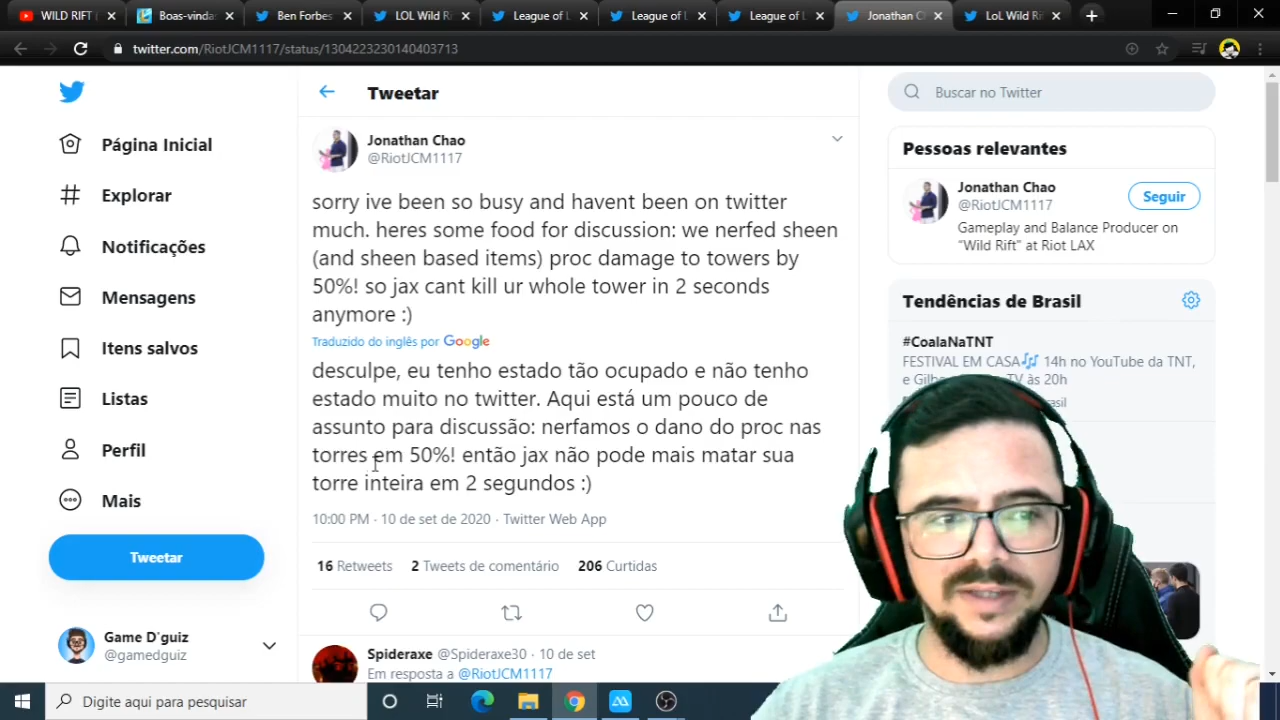 WILD RIFT (
Boas-vinda
Ben Forbes
LOL Wild R
League of L
League of L
League of L
Jonathan C
LoL Wild Ri
twitter.com/RiotJCM1117/status/1304223230140403713
Tweetar
Buscar no Twitter
Página Inicial
Explorar
Notificações
Mensagens
Itens salvos
Listas
Perfil
Mais
Tweetar
Game D'guiz
@gamedguiz
Jonathan Chao
@RiotJCM1117
sorry ive been so busy and havent been on twitter
much. heres some food for discussion: we nerfed sheen
(and sheen based items) proc damage to towers by
50%! so jax cant kill ur whole tower in 2 seconds
anymore :)
Traduzido do inglês por Google
desculpe, eu tenho estado tão ocupado e não tenho
estado muito no twitter. Aqui está um pouco de
assunto para discussão: nerfamos o dano do proc nas
torres em 50%! então jax não pode mais matar sua
torre inteira em 2 segundos :)
10:00 PM · 10 de set de 2020 · Twitter Web App
16 Retweets 2 Tweets de comentário 206 Curtidas
Spideraxe @Spideraxe30 · 10 de set
Em resposta a @RiotJCM1117
Pessoas relevantes
Jonathan Chao
@RiotJCM1117
Seguir
Gameplay and Balance Producer on
"Wild Rift" at Riot LAX
Tendências de Brasil
#CoalaNaTNT
FESTIVAL EM CASA🎶 14h no YouTube da TNT,
e Gilb TV às 20h
Digite aqui para pesquisar